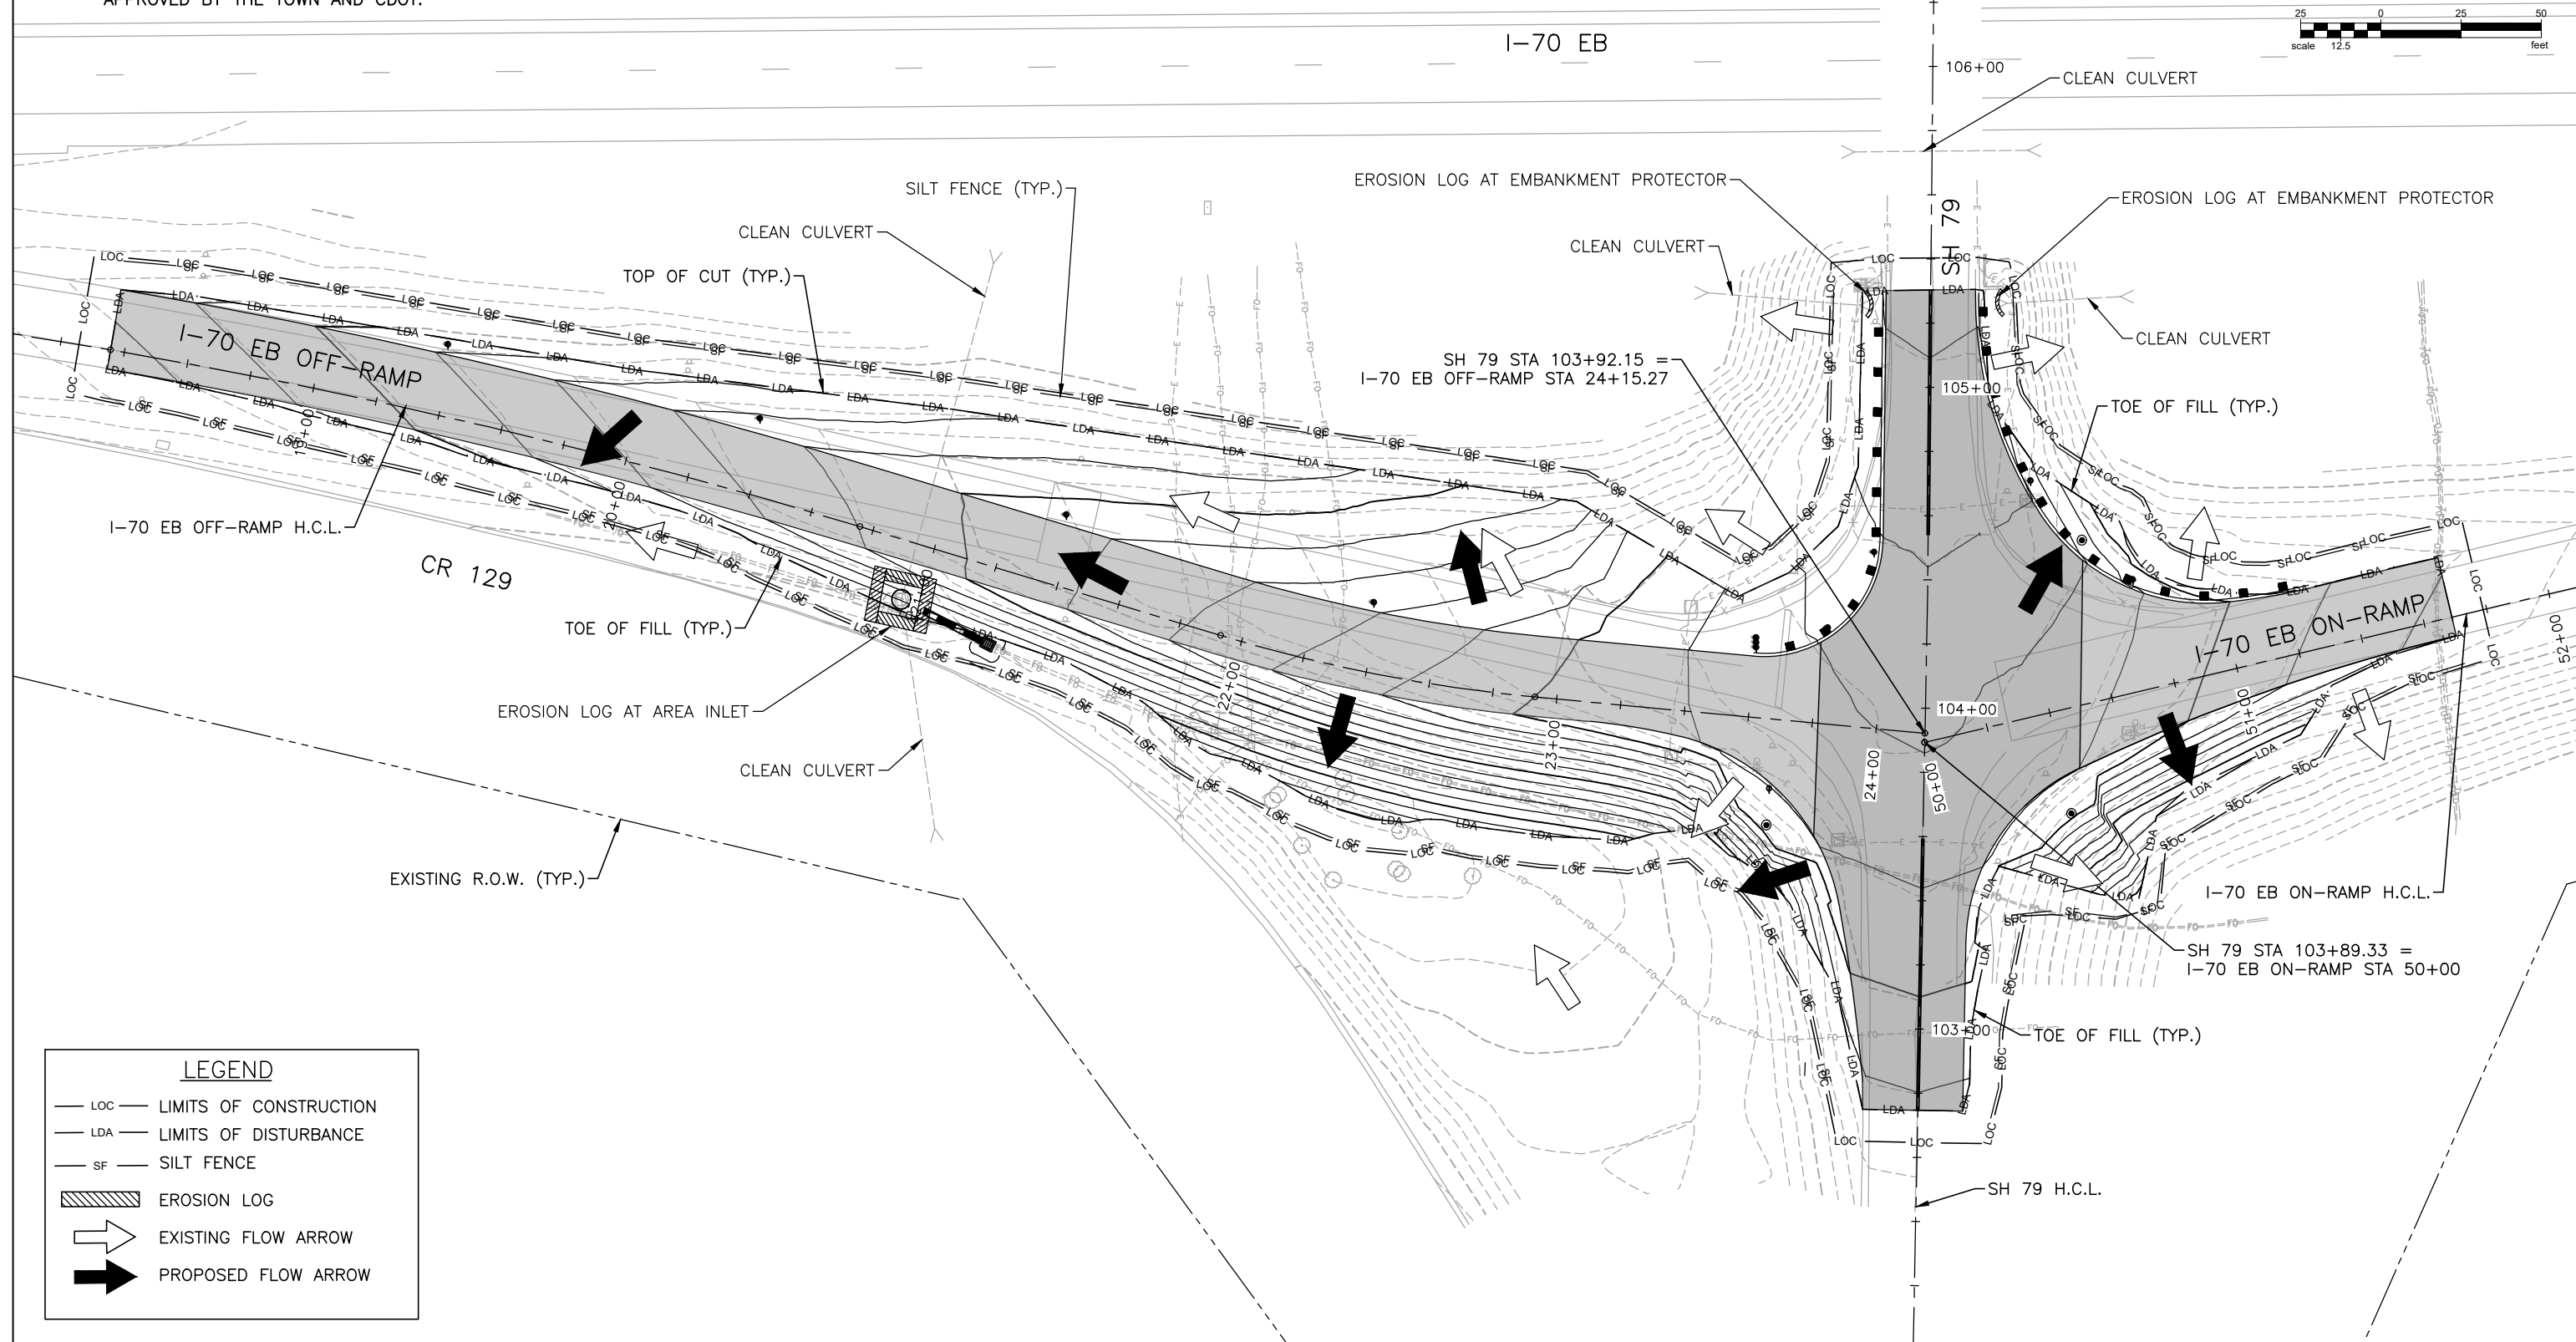 APPROVED BY THE TOWN AND CDOT.
I-70 EB
25 0 25 50
scale 12.5 feet
106+00
CLEAN CULVERT
SILT FENCE (TYP.)
EROSION LOG AT EMBANKMENT PROTECTOR
EROSION LOG AT EMBANKMENT PROTECTOR
SH 79
CLEAN CULVERT
CLEAN CULVERT
TOP OF CUT (TYP.)
CLEAN CULVERT
I-70 EB OFF-RAMP
SH 79 STA 103+92.15 =
I-70 EB OFF-RAMP STA 24+15.27
105+00
TOE OF FILL (TYP.)
20+00
I-70 EB OFF-RAMP H.C.L.
CR 129
TOE OF FILL (TYP.)
I-70 EB ON-RAMP
52+00
EROSION LOG AT AREA INLET
22+00
23+00
24+00
104+00
50+00
51+00
CLEAN CULVERT
EXISTING R.O.W. (TYP.)
I-70 EB ON-RAMP H.C.L.
SH 79 STA 103+89.33 =
I-70 EB ON-RAMP STA 50+00
103+00
TOE OF FILL (TYP.)
SH 79 H.C.L.
LEGEND
LOC LIMITS OF CONSTRUCTION
LDA LIMITS OF DISTURBANCE
SF SILT FENCE
EROSION LOG
EXISTING FLOW ARROW
PROPOSED FLOW ARROW